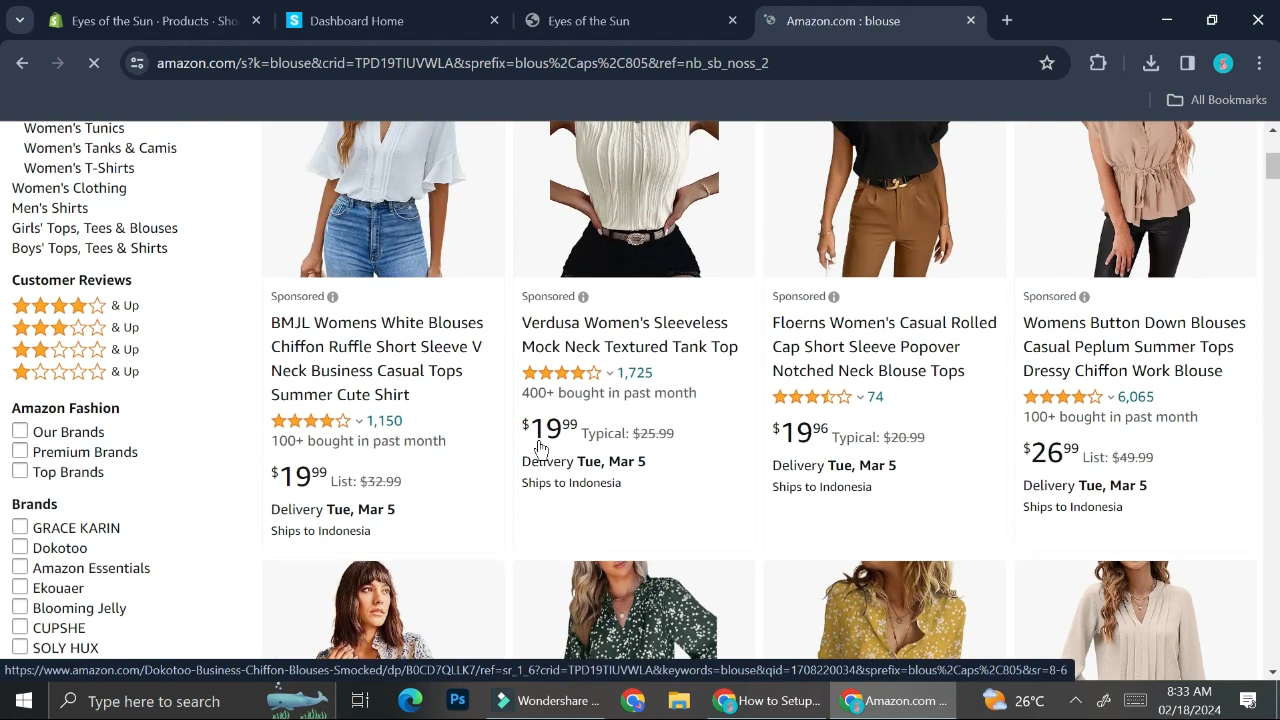 Eyes of the Sun - Products · Sho
Dashboard Home
Eyes of the Sun
Amazon.com : blouse
amazon.com/s?k=blouse&crid=TPD19TIUVWLA&sprefix=blous%2Caps%2C805&ref=nb_sb_noss_2
All Bookmarks
Women's Tunics
Women's Tanks & Camis
Women's T-Shirts
Women's Clothing
Men's Shirts
Girls' Tops, Tees & Blouses
Boys' Tops, Tees & Shirts
Customer Reviews
& Up
& Up
& Up
& Up
Amazon Fashion
Our Brands
Premium Brands
Top Brands
Brands
GRACE KARIN
Dokotoo
Amazon Essentials
Ekouaer
Blooming Jelly
CUPSHE
SOLY HUX
Sponsored
BMJL Womens White Blouses
Chiffon Ruffle Short Sleeve V
Neck Business Casual Tops
Summer Cute Shirt
1,150
100+ bought in past month
$19.99 List: $32.99
Delivery Tue, Mar 5
Ships to Indonesia
Sponsored
Verdusa Women's Sleeveless
Mock Neck Textured Tank Top
1,725
400+ bought in past month
$19.99 Typical: $25.99
Delivery Tue, Mar 5
Ships to Indonesia
Sponsored
Floerns Women's Casual Rolled
Cap Short Sleeve Popover
Notched Neck Blouse Tops
74
$19.96 Typical: $20.99
Delivery Tue, Mar 5
Ships to Indonesia
Sponsored
Womens Button Down Blouses
Casual Peplum Summer Tops
Dressy Chiffon Work Blouse
6,065
100+ bought in past month
$26.99 List: $49.99
Delivery Tue, Mar 5
Ships to Indonesia
https://www.amazon.com/Dokotoo-Business-Chiffon-Blouses-Smocked/dp/B0CD7QLLK7/ref=sr_1_6?crid=TPD19TIUVWLA&keywords=blouse&qid=1708220034&sprefix=blous%2Caps%2C805&sr=8-6
Type here to search
Ps
Wondershare ...
How to Setup...
Amazon.com ...
26°C
8:33 AM
02/18/2024